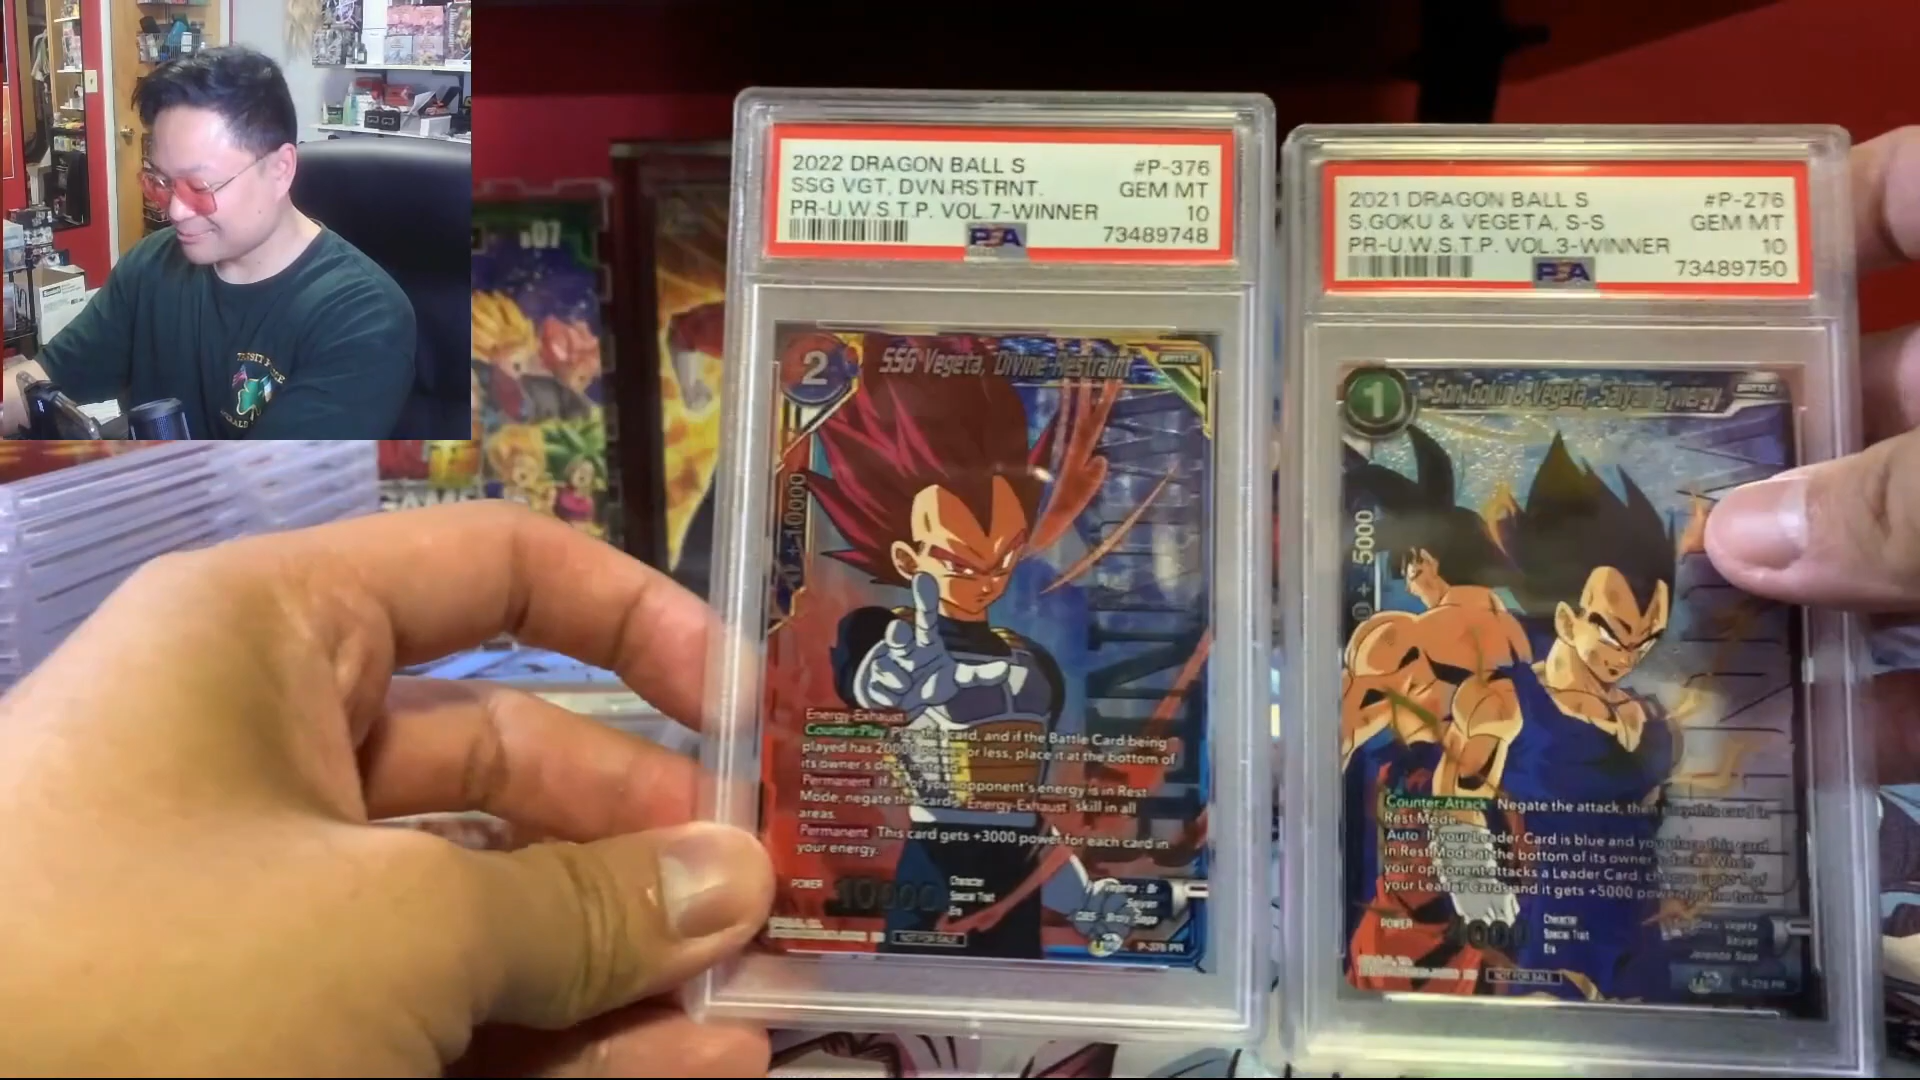 2022 DRAGON BALL S #P-376
SSG VGT, DVN.RSTRNT. GEM MT
PR-U.W.S.T.P. VOL.7-WINNER 10
PSA 73489748
2021 DRAGON BALL S #P-276
S.GOKU & VEGETA, S-S GEM MT
PR-U.W.S.T.P. VOL.3-WINNER 10
PSA 73489750
2 SSG Vegeta, Divine Restraint BATTLE
+10000
Energy-Exhaust
Counter:Play Play this card, and if the Battle Card being
played has 20000 power or less, place it at the bottom of
its owner's deck instead.
Permanent If all of your opponent's energy is in Rest
Mode, negate this card's Energy-Exhaust skill in all
areas.
Permanent This card gets +3000 power for each card in
your energy.
POWER 10000
Character Vegeta : Br
Special Trait Saiyan
Era DBS : Broly Saga
NOT FOR SALE P-376 PR
1 Son Goku & Vegeta, Saiyan Synergy BATTLE
+ 5000
WINNER
Counter:Attack Negate the attack, then play this card in
Rest Mode.
Auto If your Leader Card is blue and you place this card
in Rest Mode at the bottom of its owner's deck: When
your opponent attacks a Leader Card, choose up to 1 of
your Leader Cards and it gets +5000 power for the turn.
POWER
Character
Special Trait Saiyan
Era
NOT FOR SALE P-276 PR
507
GAME